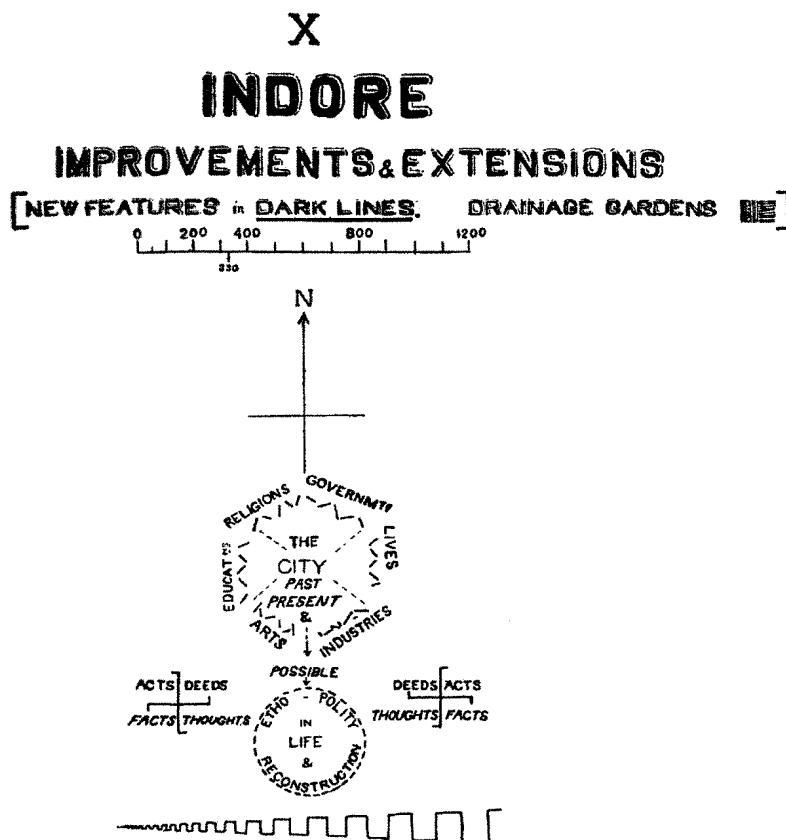 X
INDORE
IMPROVEMENTS & EXTENSIONS
[NEW FEATURES in DARK LINES. DRAINAGE GARDENS ]
0 200 400 800 1200
330
N
RELIGIONS GOVERNMTS
EDUCATNS LIVES
THE
CITY
PAST
PRESENT
&
ARTS INDUSTRIES
POSSIBLE
ACTS DEEDS
FACTS THOUGHTS
DEEDS ACTS
THOUGHTS FACTS
ETHO - POLITY
IN
LIFE
&
RECONSTRUCTION